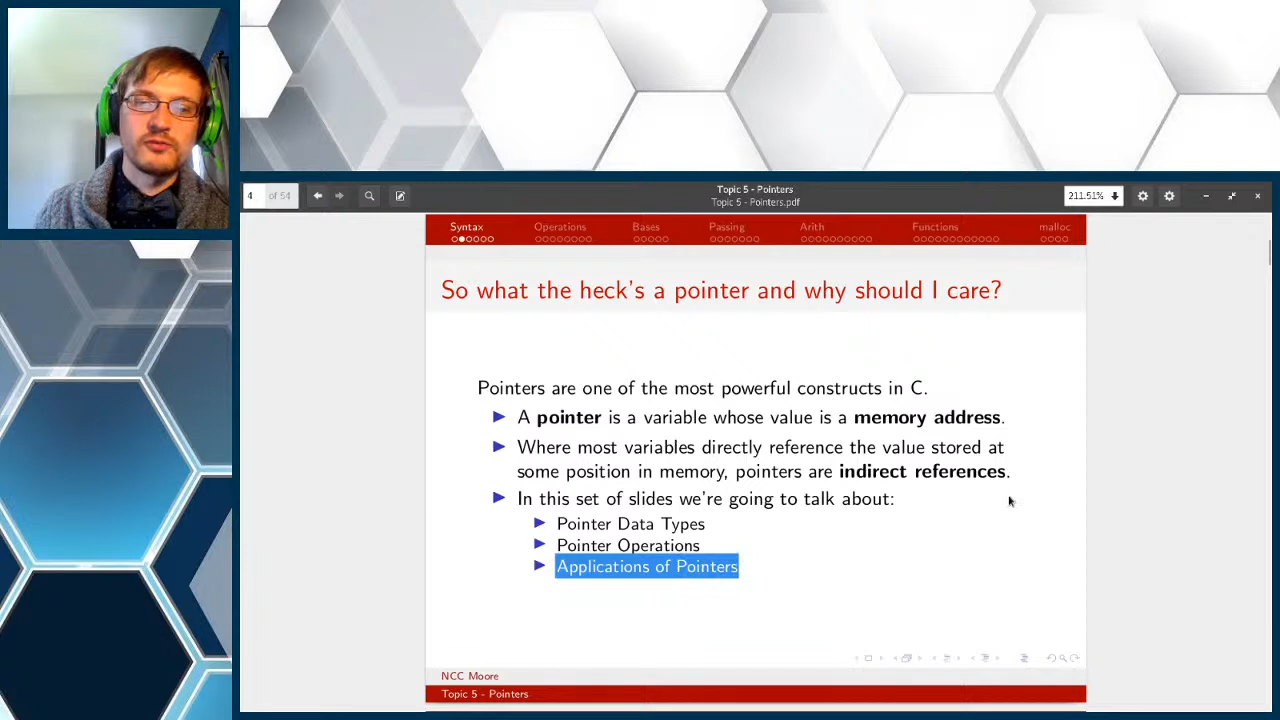 4 of 54
Topic 5 - Pointers
Topic 5 - Pointers.pdf
211.51%
Syntax Operations Bases Passing Arith Functions malloc
So what the heck's a pointer and why should I care?
Pointers are one of the most powerful constructs in C.
A pointer is a variable whose value is a memory address.
Where most variables directly reference the value stored at
some position in memory, pointers are indirect references.
In this set of slides we're going to talk about:
Pointer Data Types
Pointer Operations
Applications of Pointers
NCC Moore
Topic 5 - Pointers